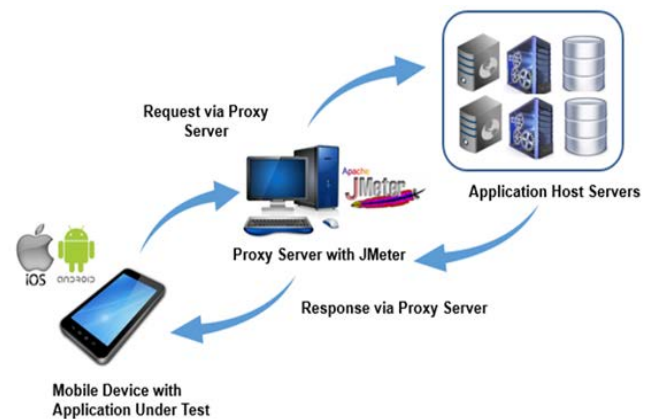 Request via Proxy
Server
Apache
JMeter
Application Host Servers
Proxy Server with JMeter
iOS
ANDROID
Response via Proxy Server
Mobile Device with
Application Under Test